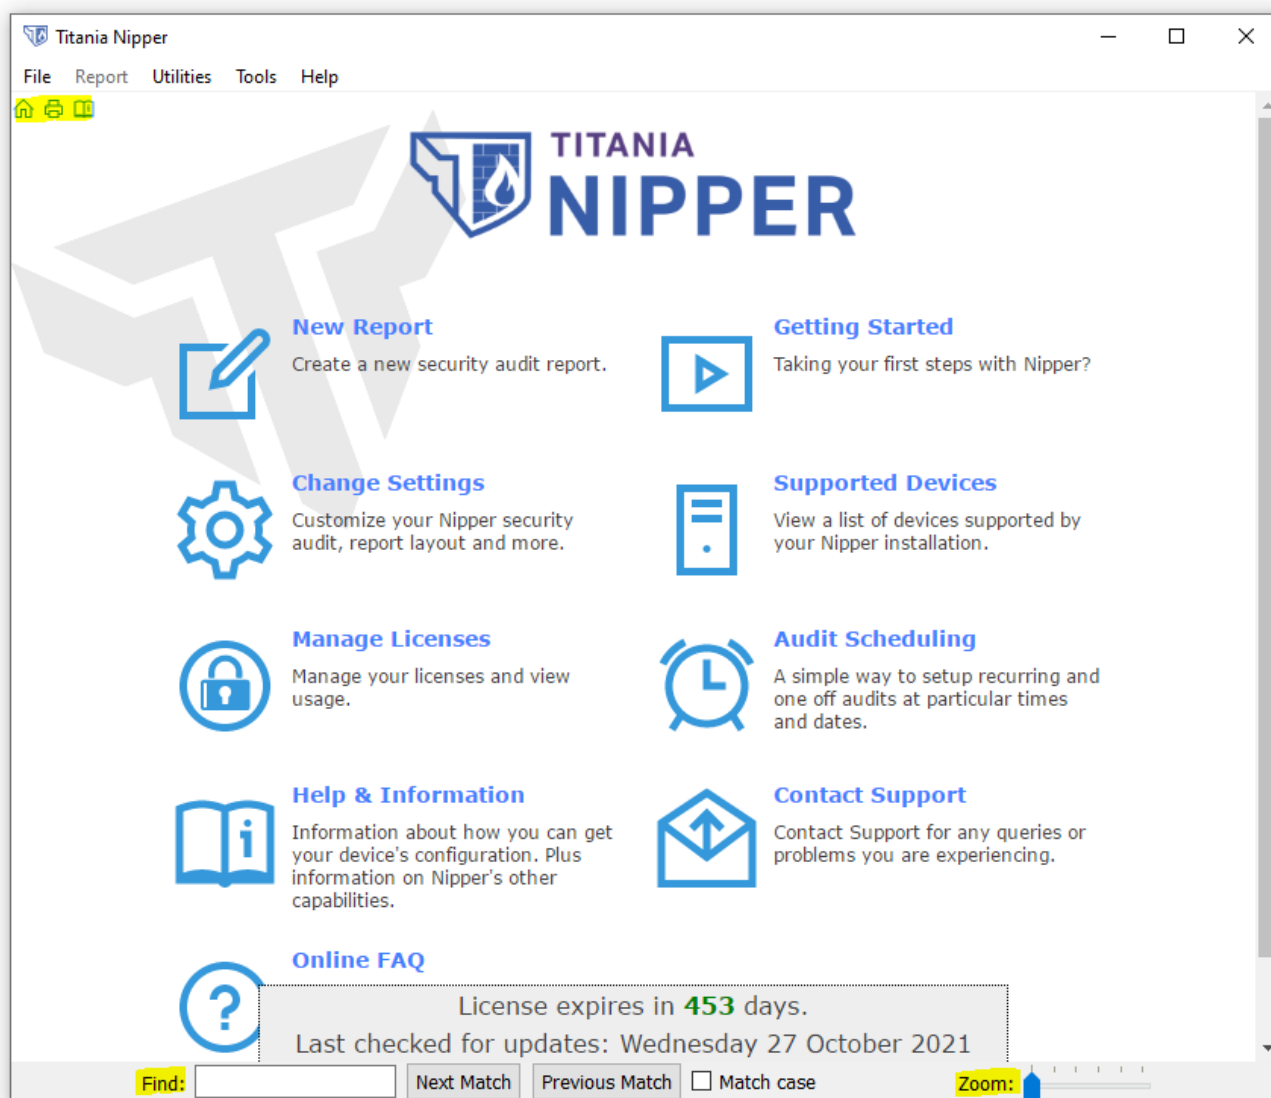 Titania Nipper
File Report Utilities Tools Help
TITANIA
NIPPER
New Report
Create a new security audit report.
Getting Started
Taking your first steps with Nipper?
Change Settings
Customize your Nipper security
audit, report layout and more.
Supported Devices
View a list of devices supported by
your Nipper installation.
Manage Licenses
Manage your licenses and view
usage.
Audit Scheduling
A simple way to setup recurring and
one off audits at particular times
and dates.
Help & Information
Information about how you can get
your device's configuration. Plus
information on Nipper's other
capabilities.
Contact Support
Contact Support for any queries or
problems you are experiencing.
Online FAQ
License expires in 453 days.
Last checked for updates: Wednesday 27 October 2021
Find: Next Match Previous Match Match case Zoom: